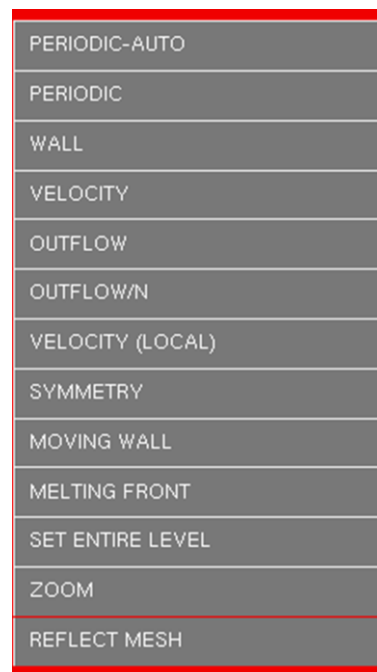 PERIODIC-AUTO
PERIODIC
WALL
VELOCITY
OUTFLOW
OUTFLOW/N
VELOCITY (LOCAL)
SYMMETRY
MOVING WALL
MELTING FRONT
SET ENTIRE LEVEL
ZOOM
REFLECT MESH